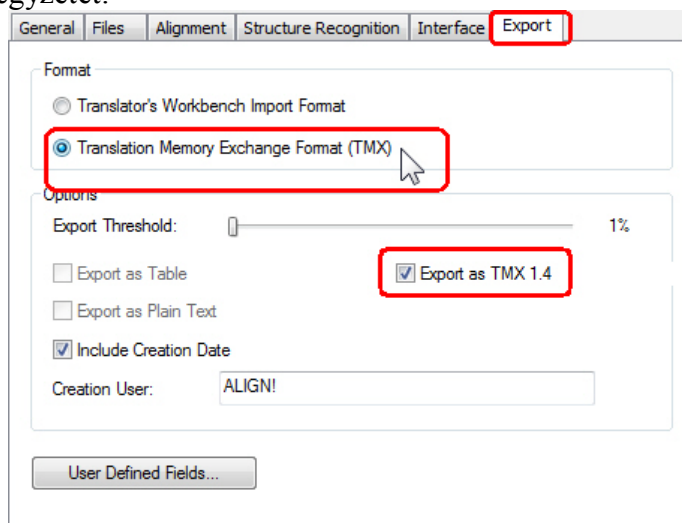 General Files Alignment Structure Recognition Interface Export
Format
Translator's Workbench Import Format
Translation Memory Exchange Format (TMX)
Options
Export Threshold: 1%
Export as Table Export as TMX 1.4
Export as Plain Text
Include Creation Date
Creation User: ALIGN!
User Defined Fields...